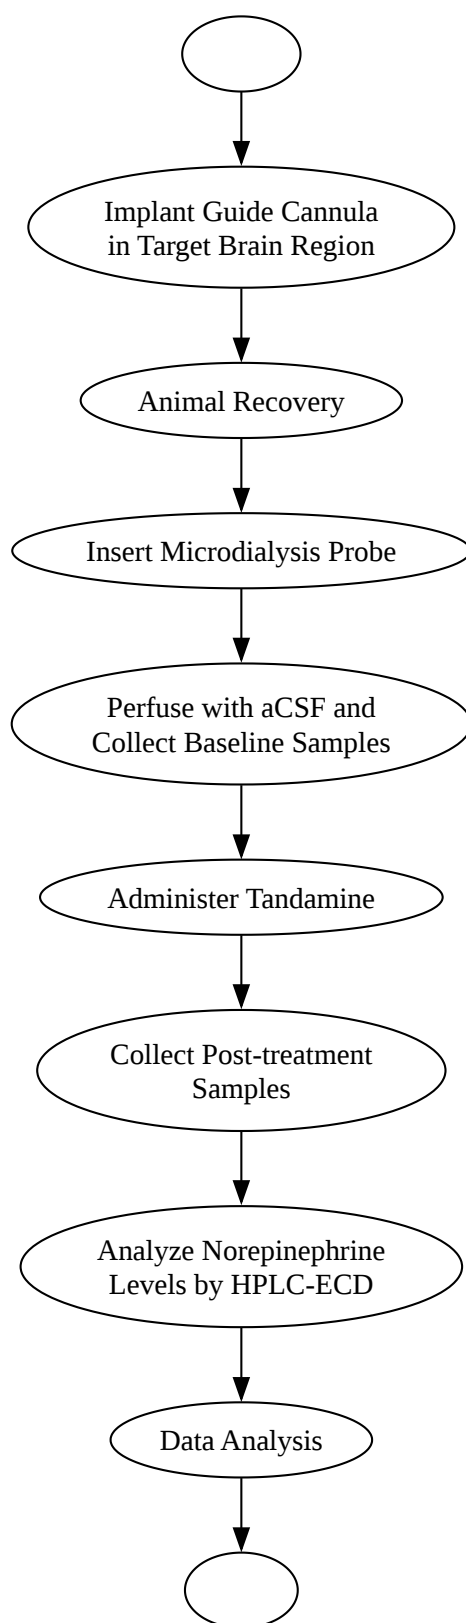 Implant Guide Cannula
in Target Brain Region
Animal Recovery
Insert Microdialysis Probe
Perfuse with aCSF and
Collect Baseline Samples
Administer Tandamine
Collect Post-treatment
Samples
Analyze Norepinephrine
Levels by HPLC-ECD
Data Analysis